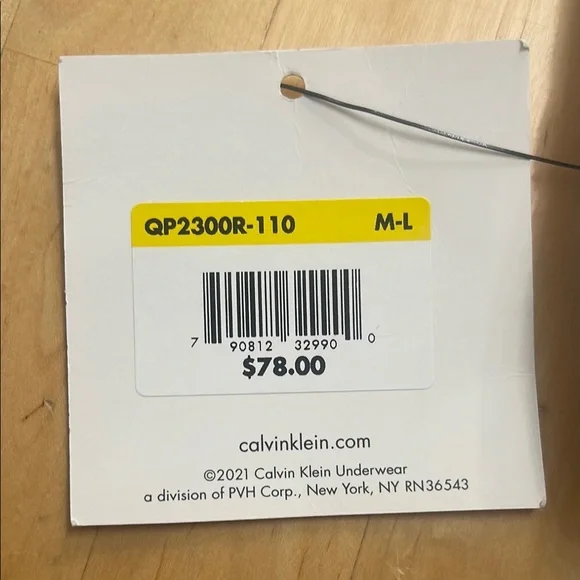 QP2300R-110 M-L
7 90812 32990 0
$78.00
calvinklein.com
©2021 Calvin Klein Underwear
a division of PVH Corp., New York, NY RN36543